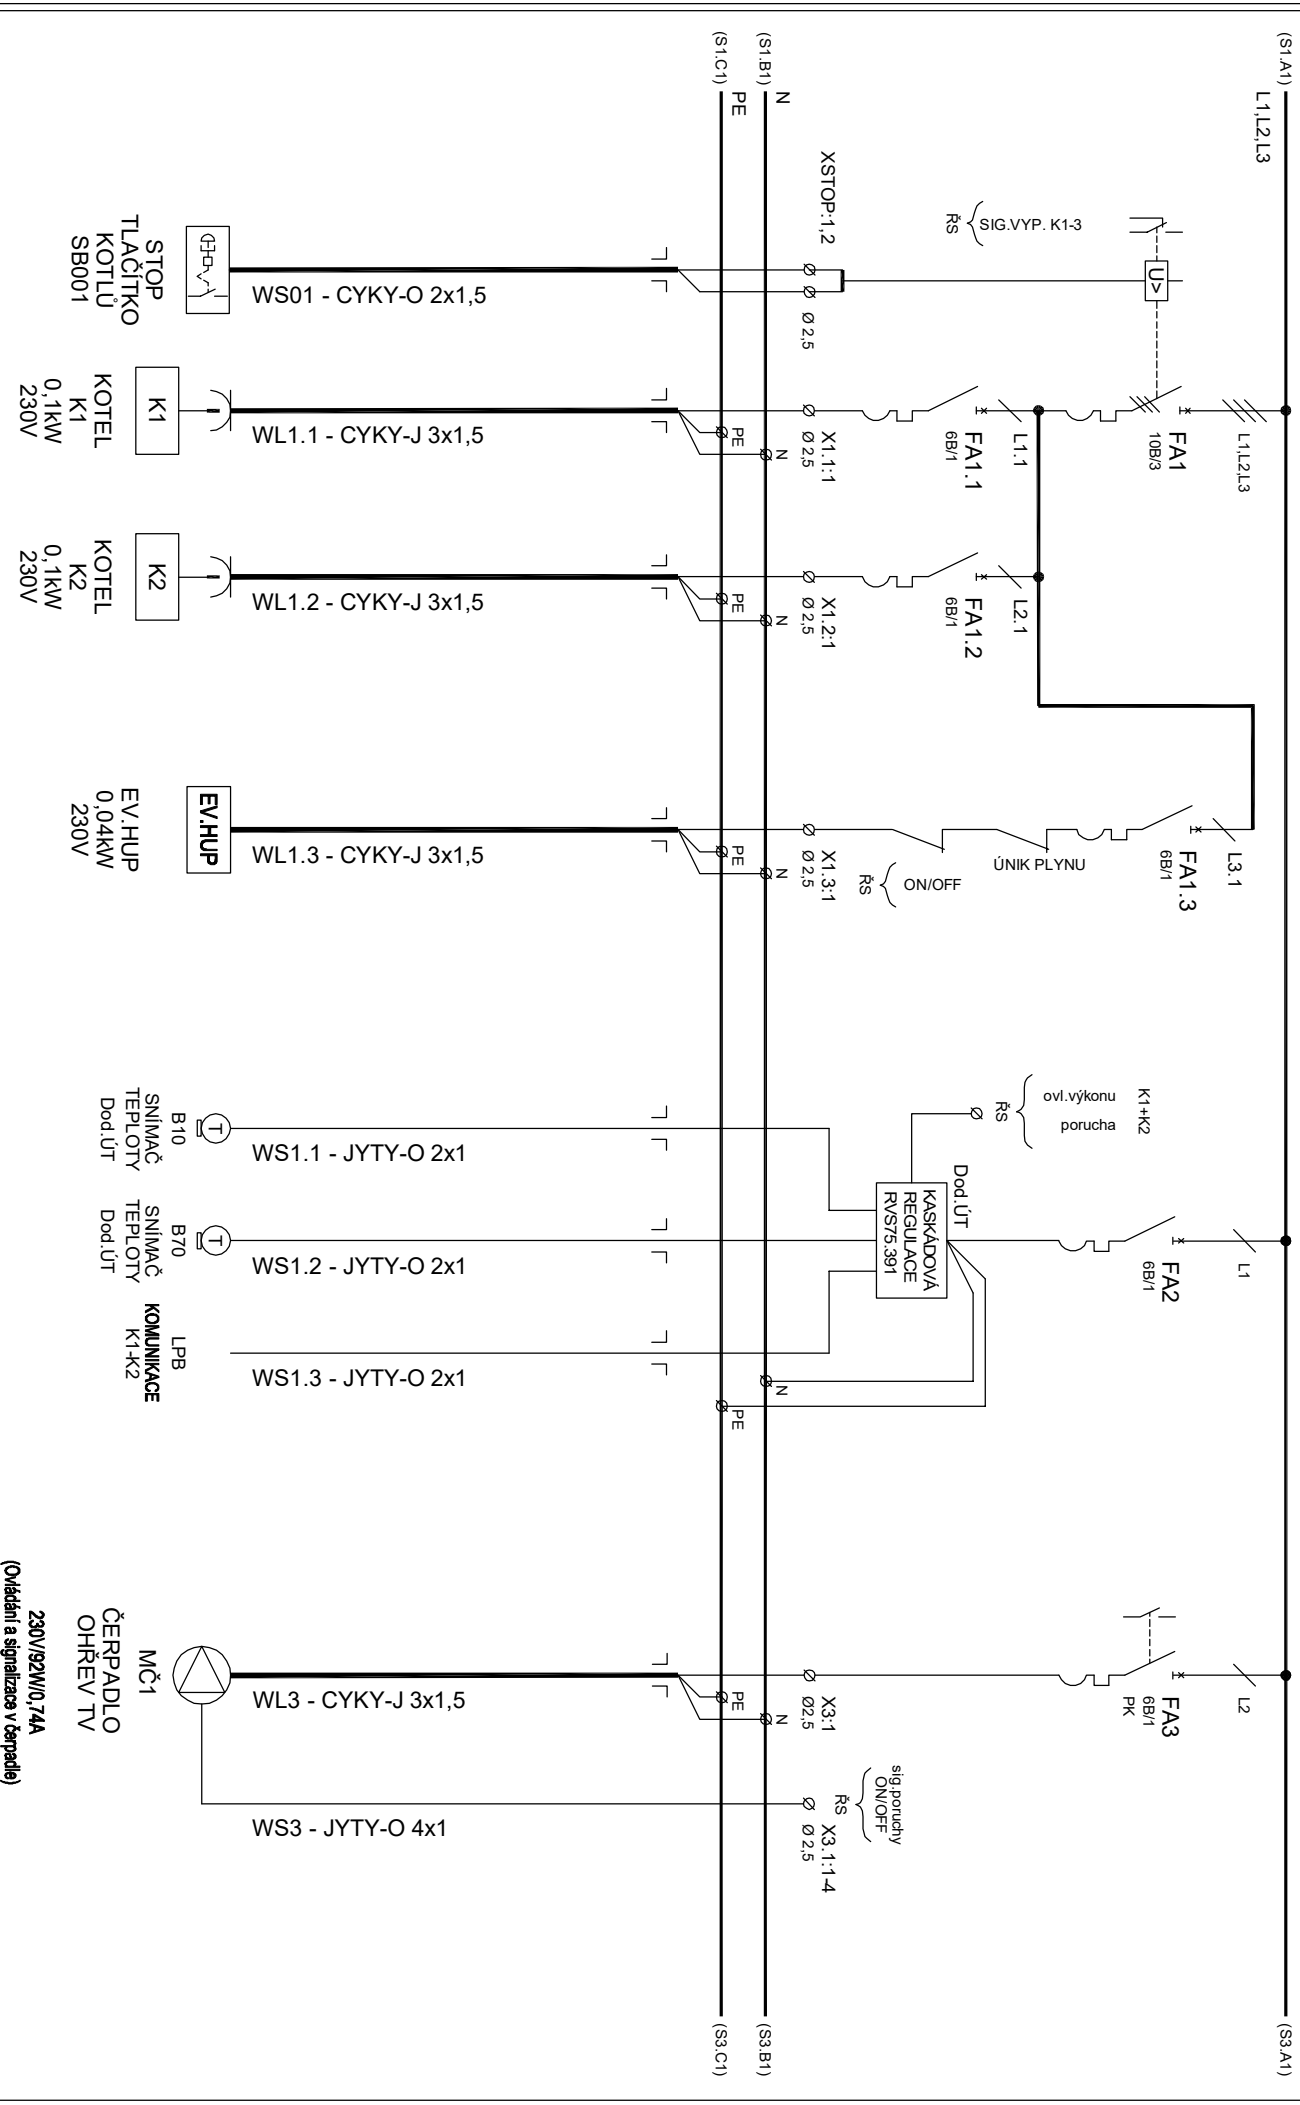 (S1.A1)
L1,L2,L3
(S3.A1)
(S1.B1)
N
(S3.B1)
(S1.C1)
PE
(S3.C1)
U>
SIG.VYP. K1-3
ŘS
XSTOP:1,2
Ø 2,5
WS01 - CYKY-O 2x1,5
STOP
TLAČÍTKO
KOTLŮ
SB001
L1,L2,L3
FA1
10B/3
L1.1
FA1.1
6B/1
X1.1:1
Ø 2,5
N
PE
WL1.1 - CYKY-J 3x1,5
K1
KOTEL
K1
0,1kW
230V
L2.1
FA1.2
6B/1
X1.2:1
Ø 2,5
N
PE
WL1.2 - CYKY-J 3x1,5
K2
KOTEL
K2
0,1kW
230V
L3.1
FA1.3
6B/1
ÚNIK PLYNU
ON/OFF
ŘS
X1.3:1
Ø 2,5
N
PE
WL1.3 - CYKY-J 3x1,5
EV.HUP
EV.HUP
0,04kW
230V
K1+K2
ovl.výkonu
porucha
ŘS
L1
FA2
6B/1
Dod.ÚT
KASKÁDOVÁ
REGULACE
RVS75.391
N
PE
WS1.1 - JYTY-O 2x1
T
B10
SNÍMAČ
TEPLOTY
Dod.ÚT
WS1.2 - JYTY-O 2x1
T
B70
SNÍMAČ
TEPLOTY
Dod.ÚT
WS1.3 - JYTY-O 2x1
LPB
KOMUNIKACE
K1-K2
L2
FA3
6B/1
PK
X3:1
Ø2,5
N
PE
WL3 - CYKY-J 3x1,5
MČ1
ČERPADLO
OHŘEV TV
230V/92W/0,74A
(Ovládání a signalizace v čerpadle)
sig.poruchy
ON/OFF
ŘS
X3.1:1-4
Ø 2,5
WS3 - JYTY-O 4x1